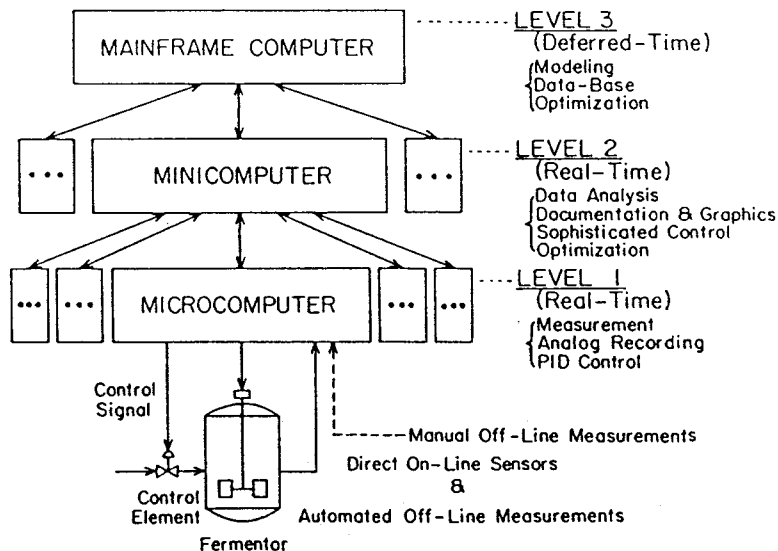 MAINFRAME COMPUTER
LEVEL 3
(Deferred-Time)
Modeling
Data-Base
Optimization
MINICOMPUTER
LEVEL 2
(Real-Time)
Data Analysis
Documentation & Graphics
Sophisticated Control
Optimization
MICROCOMPUTER
LEVEL 1
(Real-Time)
Measurement
Analog Recording
PID Control
Control
Signal
Manual Off-Line Measurements
Direct On-Line Sensors
&
Automated Off-Line Measurements
Control
Element
Fermentor